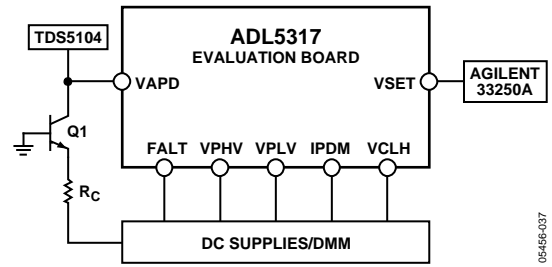 TDS5104
ADL5317
EVALUATION BOARD
VAPD
VSET
AGILENT
33250A
Q1
FALT VPHV VPLV IPDM VCLH
RC
DC SUPPLIES/DMM
05456-037